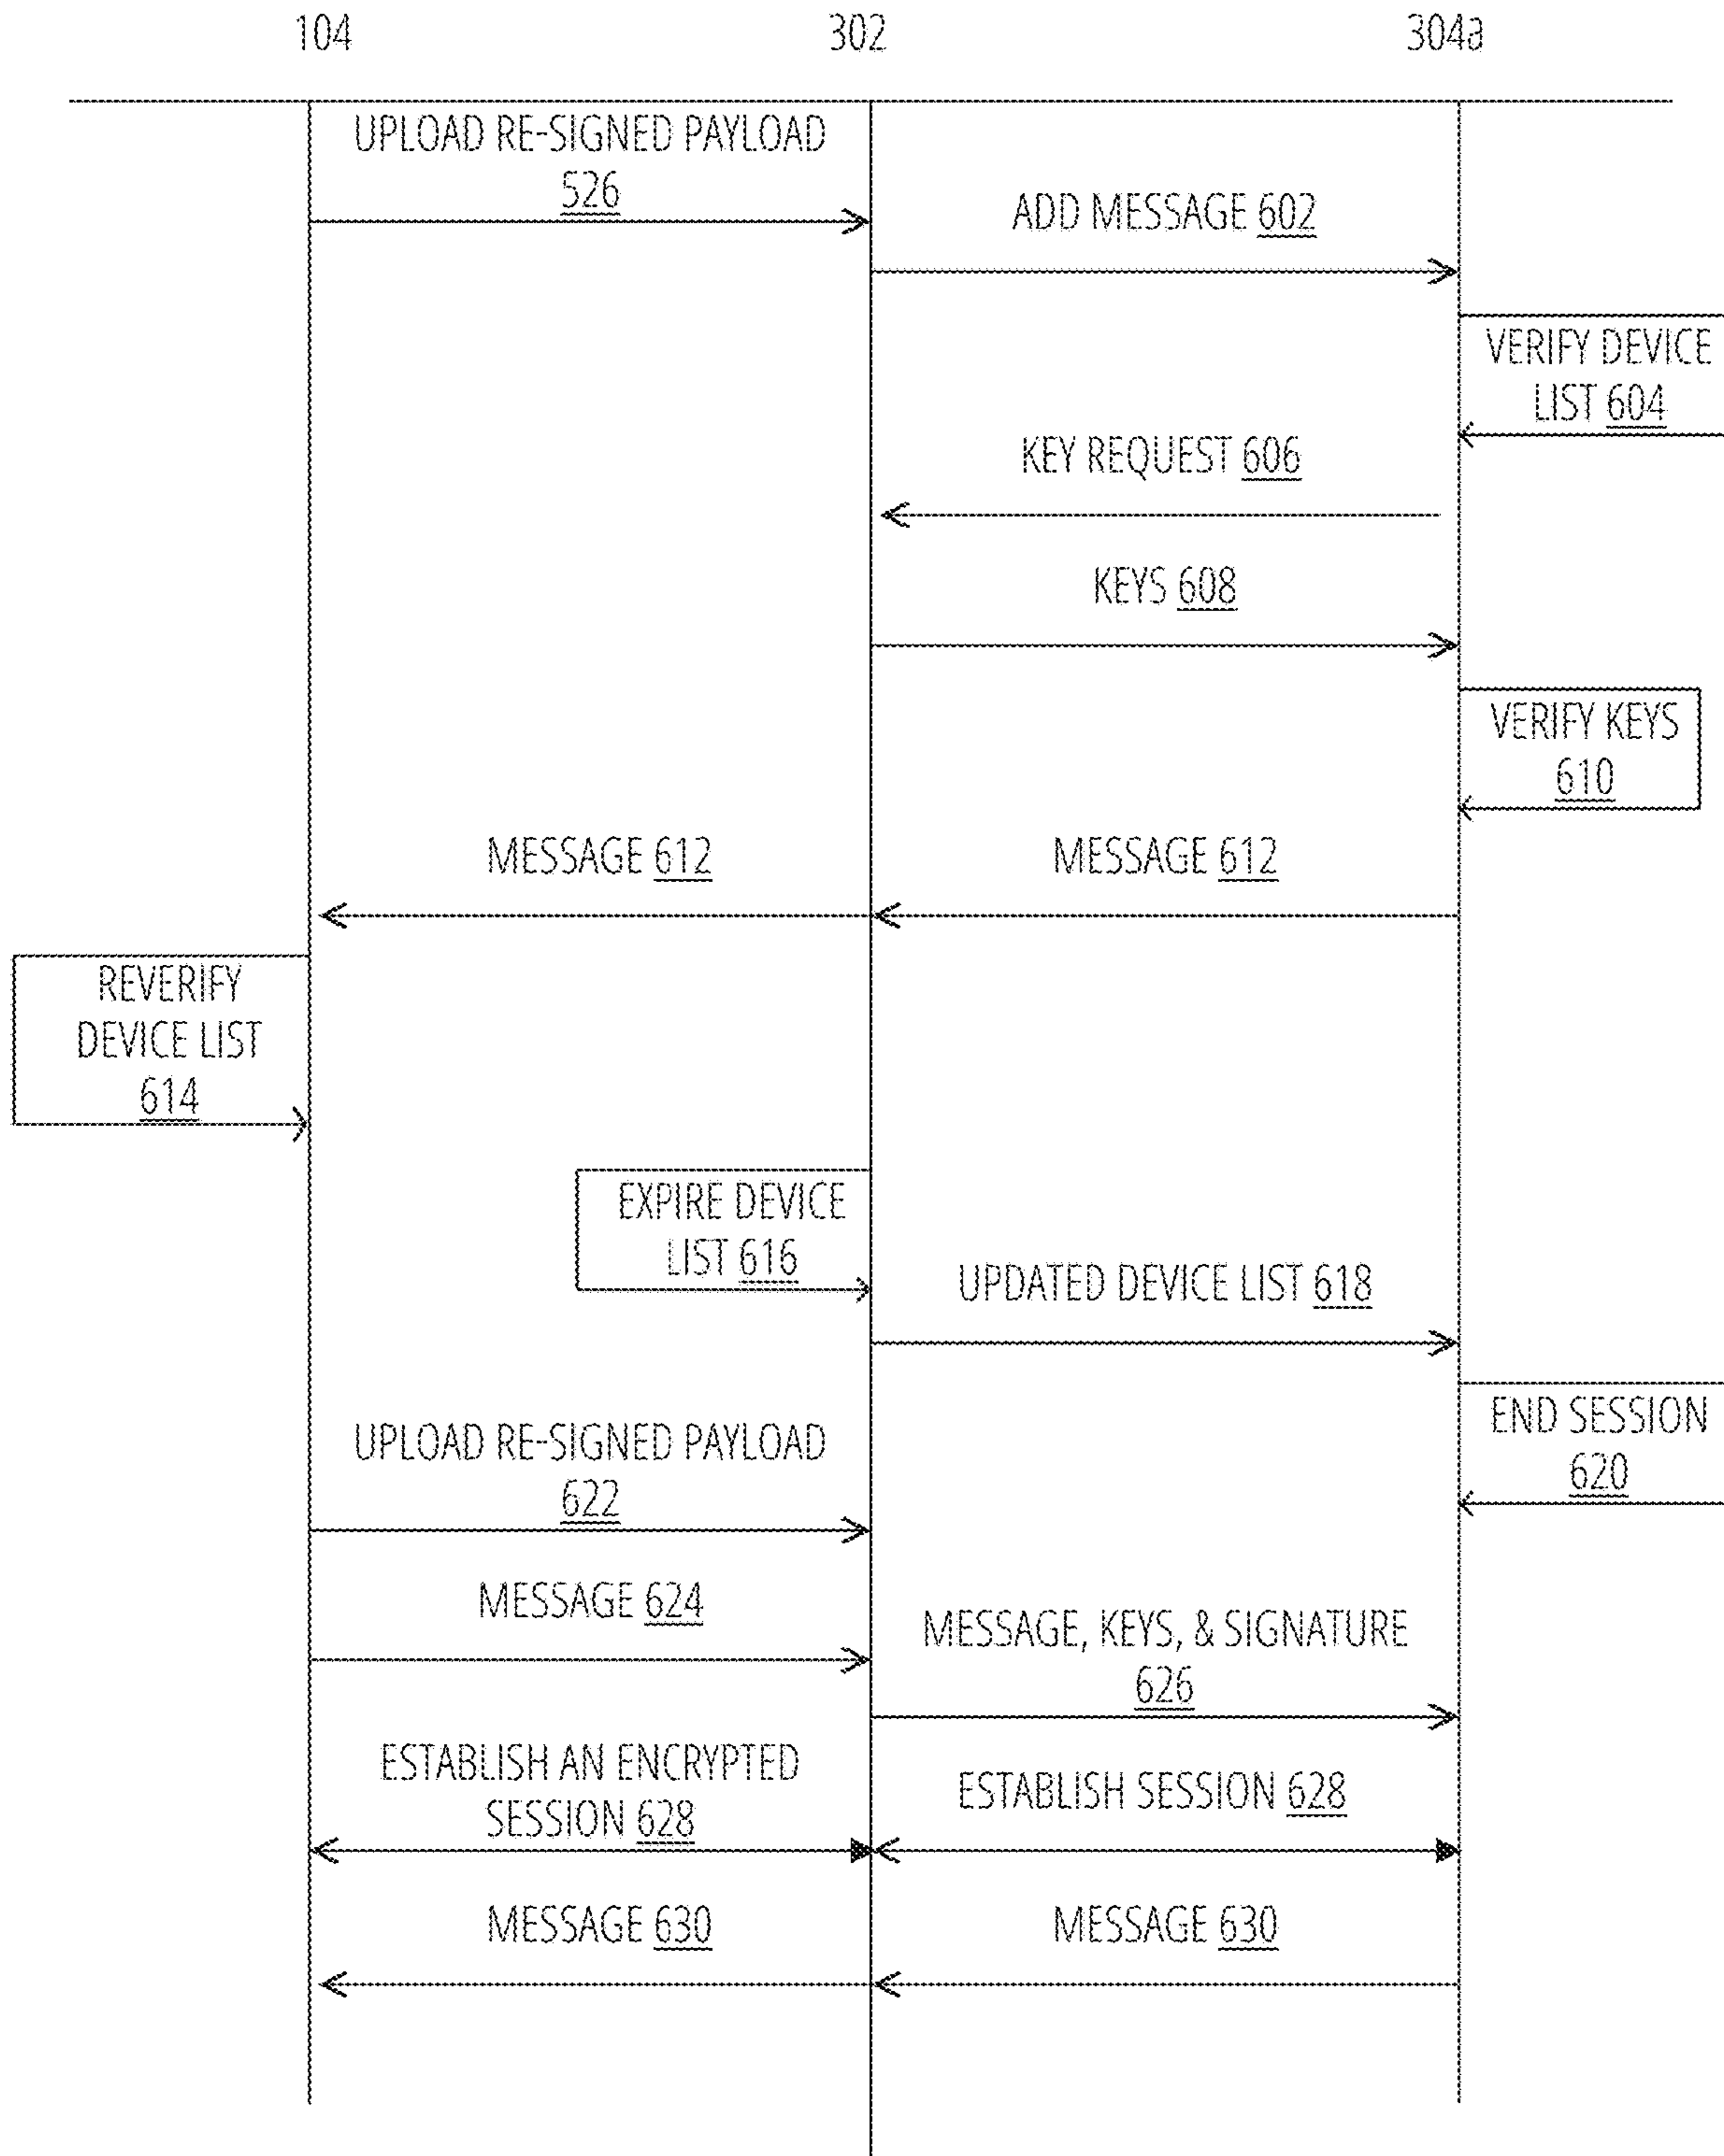 104 302 304a
UPLOAD RE-SIGNED PAYLOAD
526
ADD MESSAGE 602
VERIFY DEVICE
LIST 604
KEY REQUEST 606
KEYS 608
VERIFY KEYS
610
MESSAGE 612
MESSAGE 612
REVERIFY
DEVICE LIST
614
EXPIRE DEVICE
LIST 616
UPDATED DEVICE LIST 618
END SESSION
620
UPLOAD RE-SIGNED PAYLOAD
622
MESSAGE 624
MESSAGE, KEYS, & SIGNATURE
626
ESTABLISH AN ENCRYPTED
SESSION 628
ESTABLISH SESSION 628
MESSAGE 630
MESSAGE 630